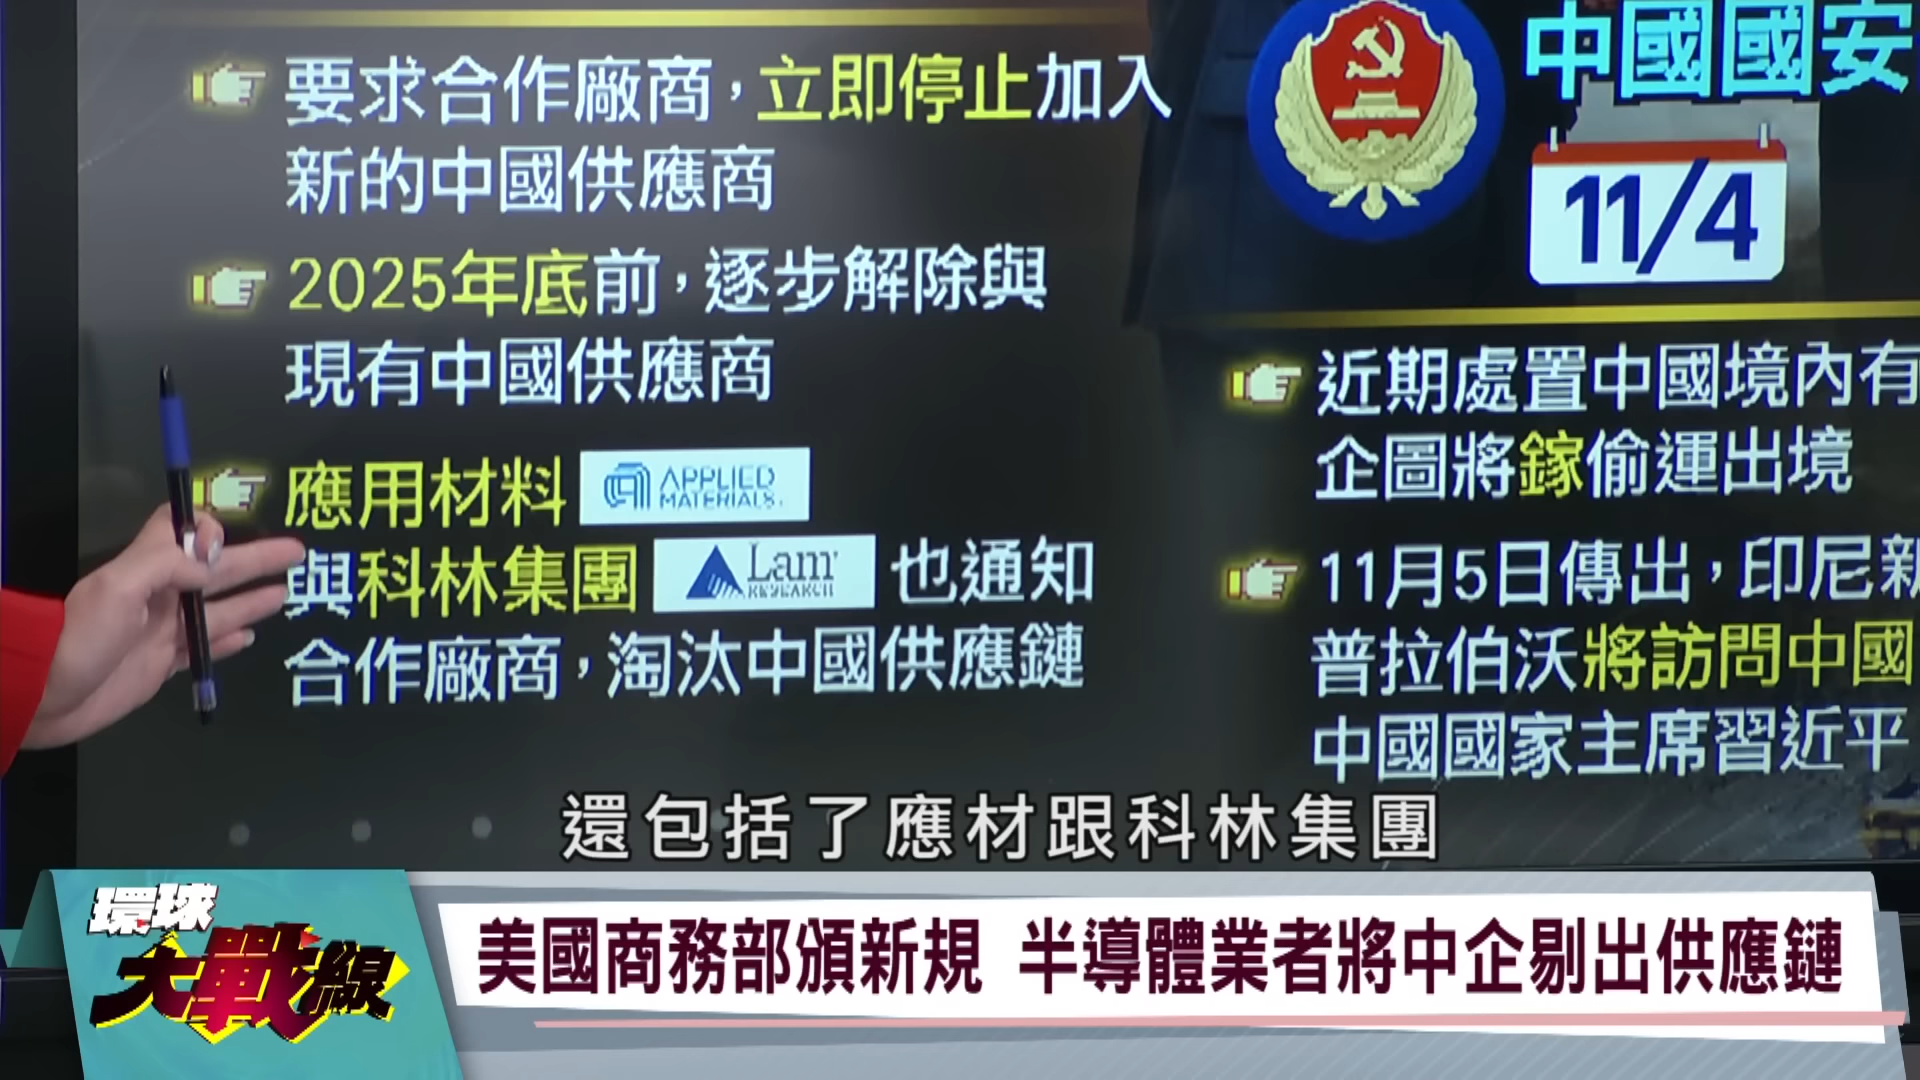 要求合作廠商，立即停止加入
新的中國供應商
2025年底前，逐步解除與
現有中國供應商
應用材料 APPLIED MATERIALS
與科林集團 Lam RESEARCH 也通知
合作廠商，淘汰中國供應鏈
中國國安
11/4
近期處置中國境內有
企圖將鎵偷運出境
11月5日傳出，印尼新
普拉伯沃將訪問中國
中國國家主席習近平
還包括了應材跟科林集團
環球
大戰線
美國商務部頒新規 半導體業者將中企剔出供應鏈